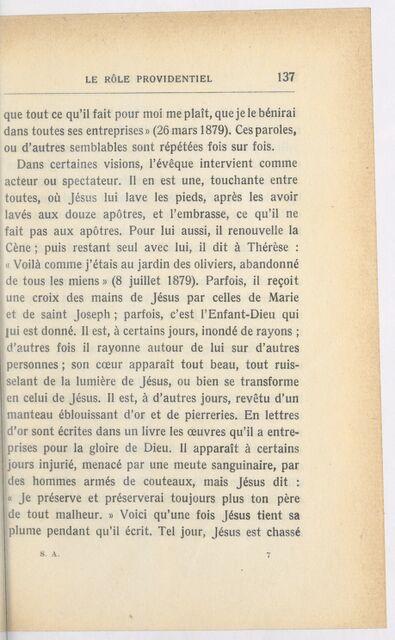 LE RÔLE PROVIDENTIEL 137
que tout ce qu'il fait pour moi me plaît, que je le bénirai
dans toutes ses entreprises » (26 mars 1879). Ces paroles,
ou d'autres semblables sont répétées fois sur fois.
Dans certaines visions, l'évêque intervient comme
acteur ou spectateur. Il en est une, touchante entre
toutes, où Jésus lui lave les pieds, après les avoir
lavés aux douze apôtres, et l'embrasse, ce qu'il ne
fait pas aux apôtres. Pour lui aussi, il renouvelle la
Cène ; puis restant seul avec lui, il dit à Thérèse :
« Voilà comme j'étais au jardin des oliviers, abandonné
de tous les miens » (8 juillet 1879). Parfois, il reçoit
une croix des mains de Jésus par celles de Marie
et de saint Joseph ; parfois, c'est l'Enfant-Dieu qui
lui est donné. Il est, à certains jours, inondé de rayons ;
d'autres fois il rayonne autour de lui sur d'autres
personnes ; son cœur apparaît tout beau, tout ruis-
selant de la lumière de Jésus, ou bien se transforme
en celui de Jésus. Il est, à d'autres jours, revêtu d'un
manteau éblouissant d'or et de pierreries. En lettres
d'or sont écrites dans un livre les œuvres qu'il a entre-
prises pour la gloire de Dieu. Il apparaît à certains
jours injurié, menacé par une meute sanguinaire, par
des hommes armés de couteaux, mais Jésus dit :
« Je préserve et préserverai toujours plus ton père
de tout malheur. » Voici qu'une fois Jésus tient sa
plume pendant qu'il écrit. Tel jour, Jésus est chassé
S. A. 7